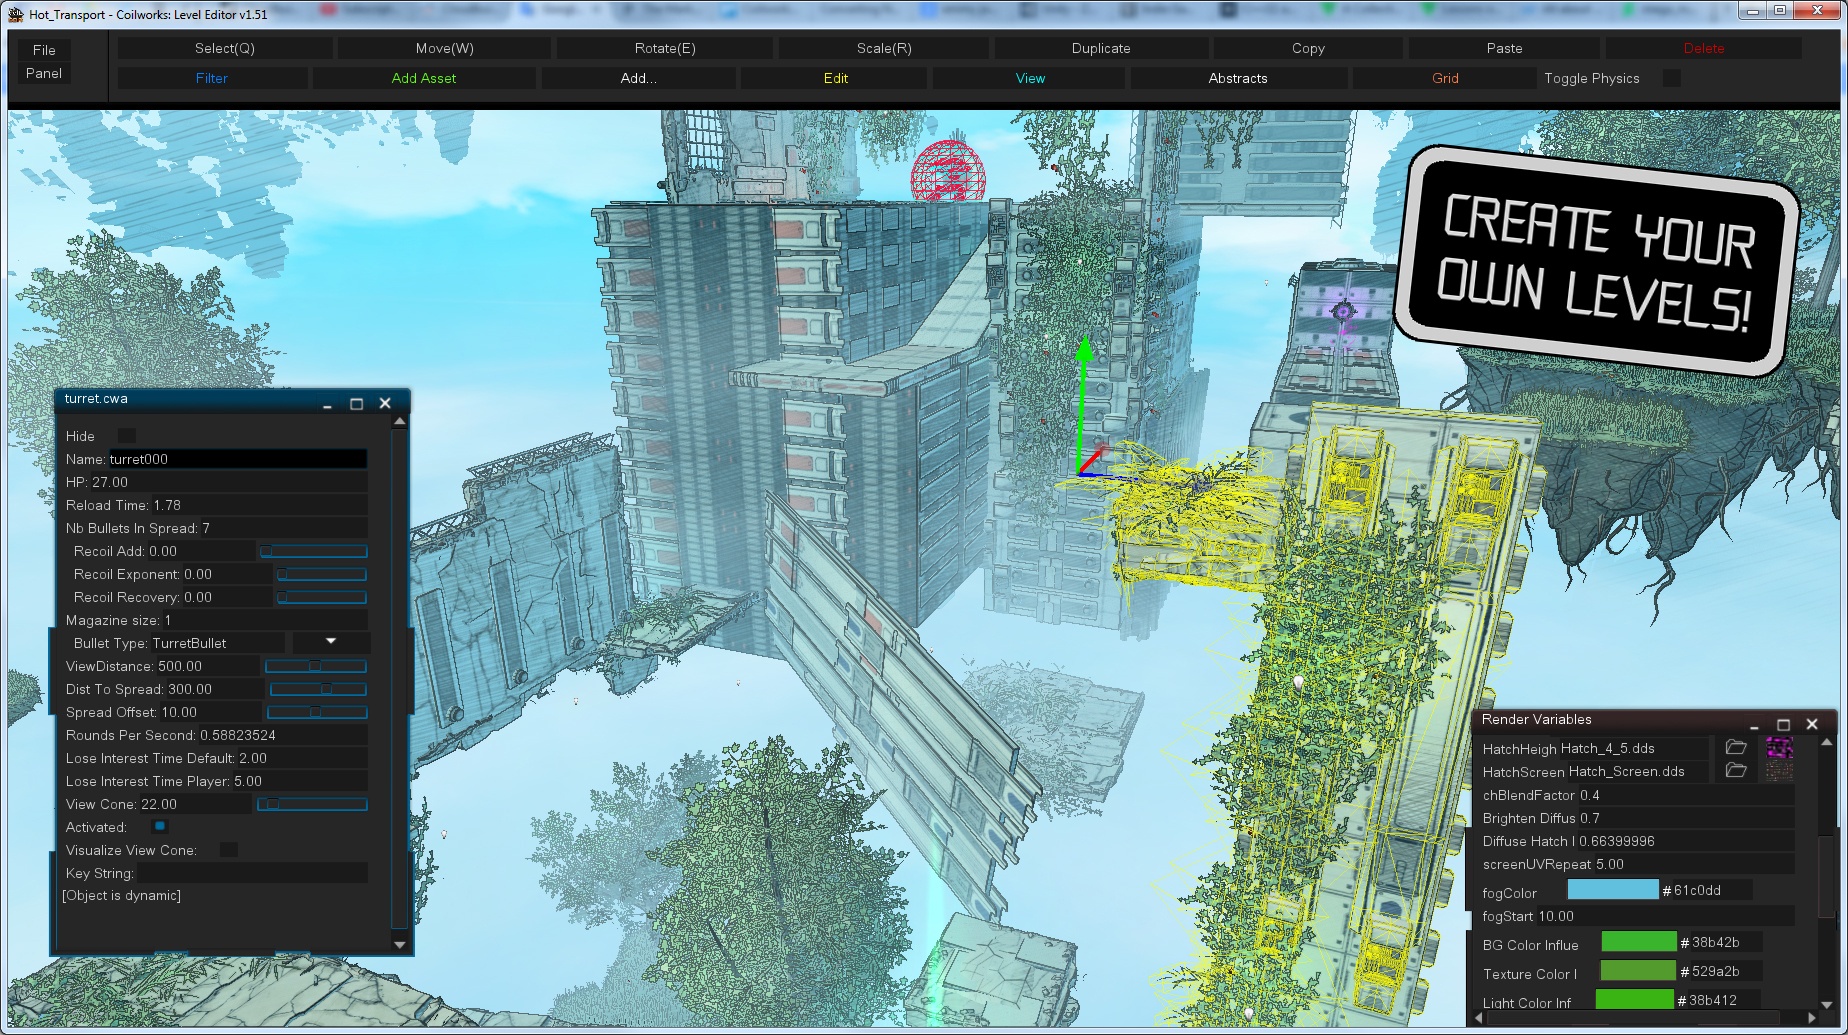 Hot_Transport - Coilworks: Level Editor v1.51
File
Panel
Select(Q)
Move(W)
Rotate(E)
Scale(R)
Duplicate
Copy
Paste
Delete
Filter
Add Asset
Add...
Edit
View
Abstracts
Grid
Toggle Physics
CREATE YOUR
OWN LEVELS!
turret.cwa
Hide
Name: turret000
HP: 27.00
Reload Time: 1.78
Nb Bullets In Spread: 7
Recoil Add: 0.00
Recoil Exponent: 0.00
Recoil Recovery: 0.00
Magazine size: 1
Bullet Type: TurretBullet
ViewDistance: 500.00
Dist To Spread: 300.00
Spread Offset: 10.00
Rounds Per Second: 0.58823524
Lose Interest Time Default: 2.00
Lose Interest Time Player: 5.00
View Cone: 22.00
Activated:
Visualize View Cone:
Key String:
[Object is dynamic]
Render Variables
HatchHeigh Hatch_4_5.dds
HatchScreen Hatch_Screen.dds
chBlendFactor 0.4
Brighten Diffus 0.7
Diffuse Hatch I 0.66399996
screenUVRepeat 5.00
fogColor # 61c0dd
fogStart 10.00
BG Color Influe # 38b42b
Texture Color I # 529a2b
Light Color Inf # 38b412